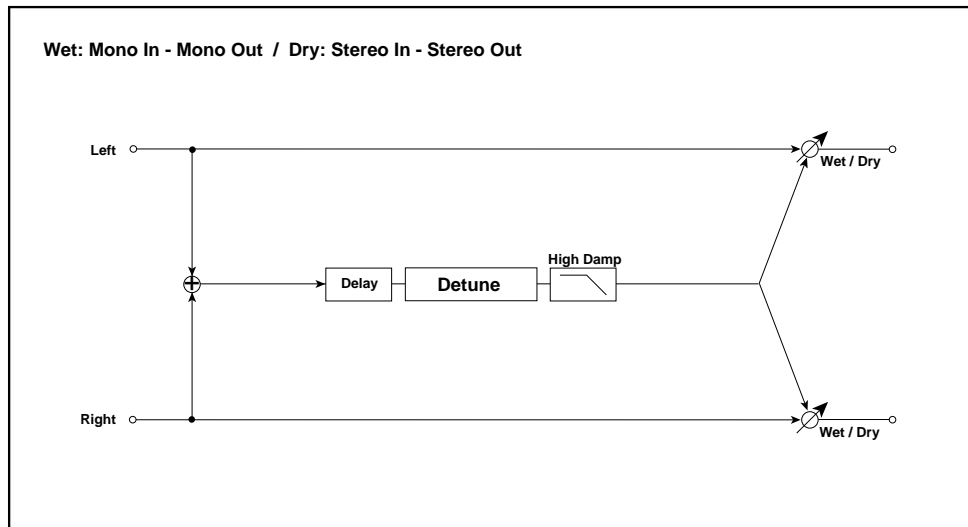 Wet: Mono In - Mono Out / Dry: Stereo In - Stereo Out
Left
Wet / Dry
High Damp
Delay
Detune
Right
Wet / Dry